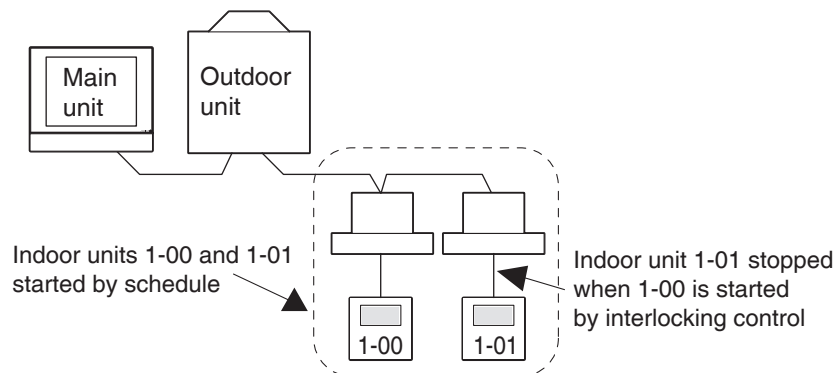 Main
unit
Outdoor
unit
Indoor units 1-00 and 1-01
started by schedule
Indoor unit 1-01 stopped
when 1-00 is started
by interlocking control
1-00
1-01